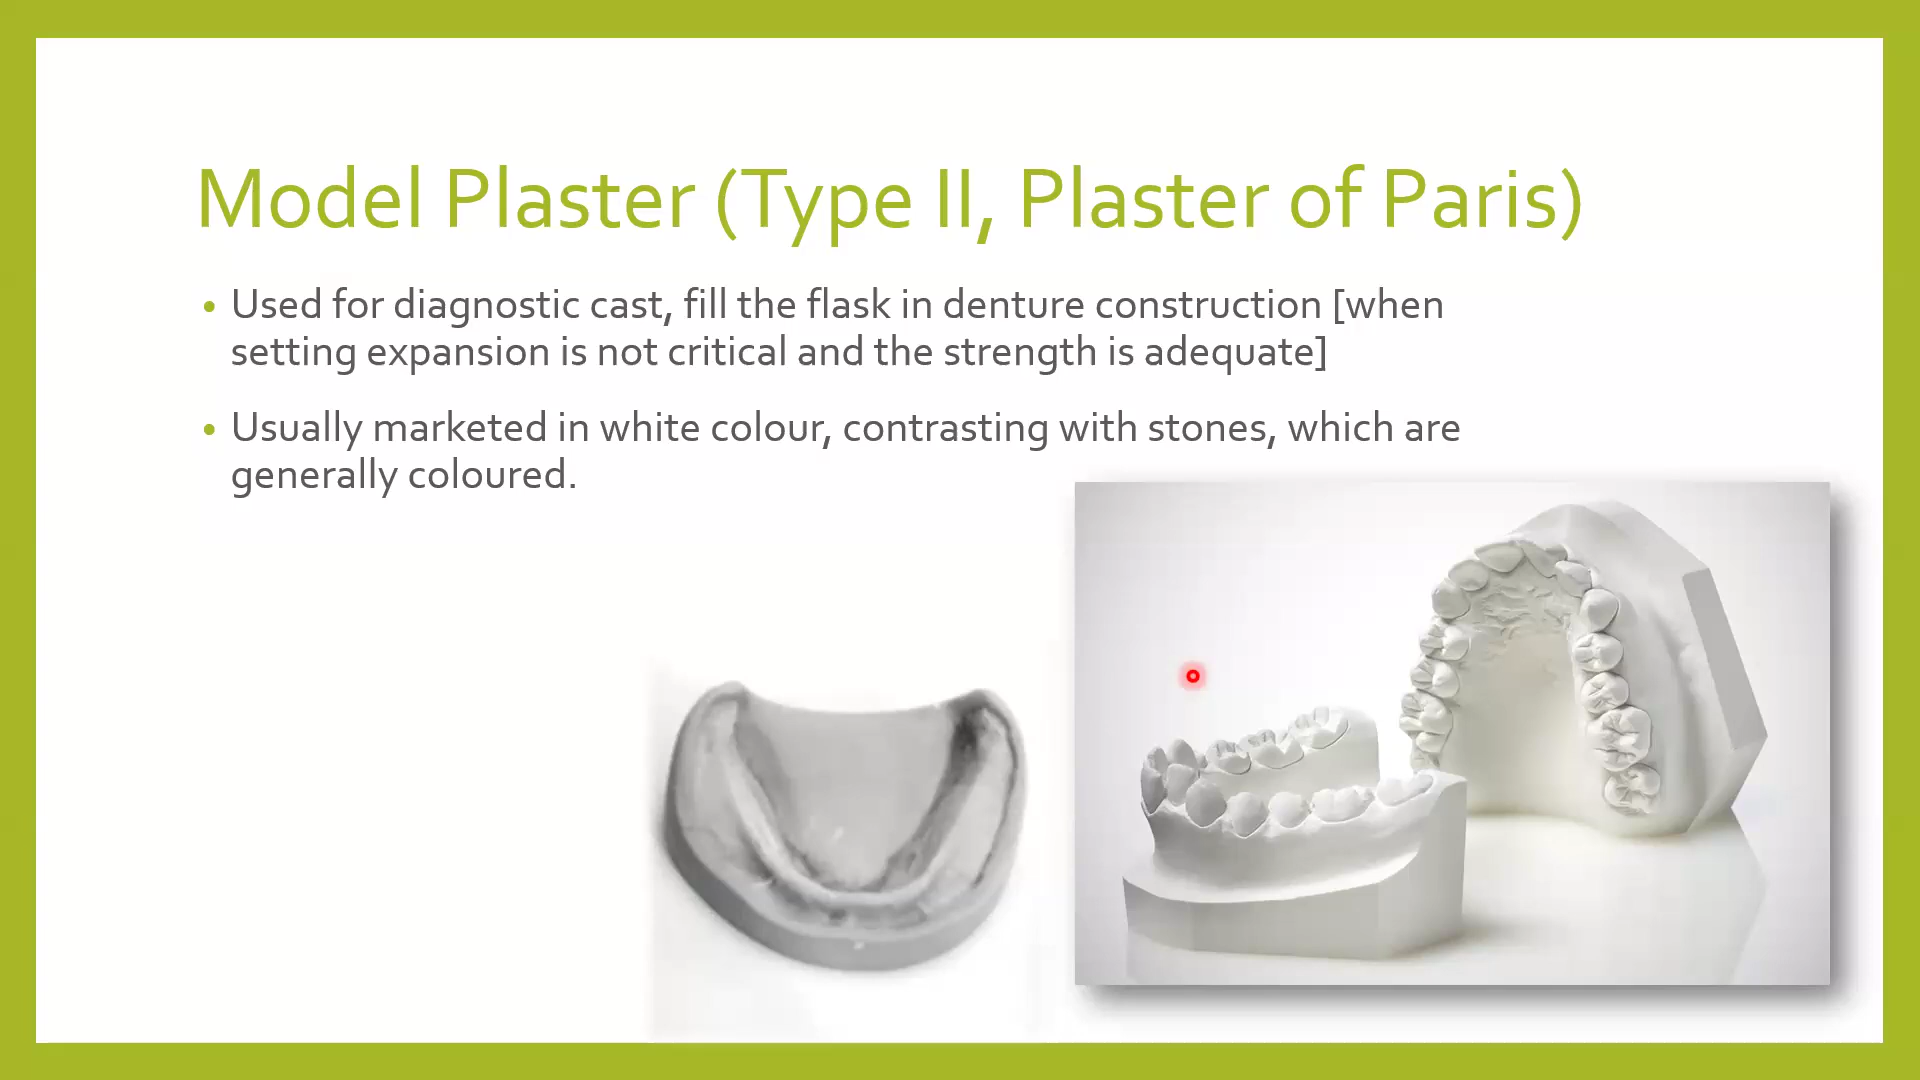 Model Plaster (Type II, Plaster of Paris)
• Used for diagnostic cast, fill the flask in denture construction [when
setting expansion is not critical and the strength is adequate]
• Usually marketed in white colour, contrasting with stones, which are
generally coloured.